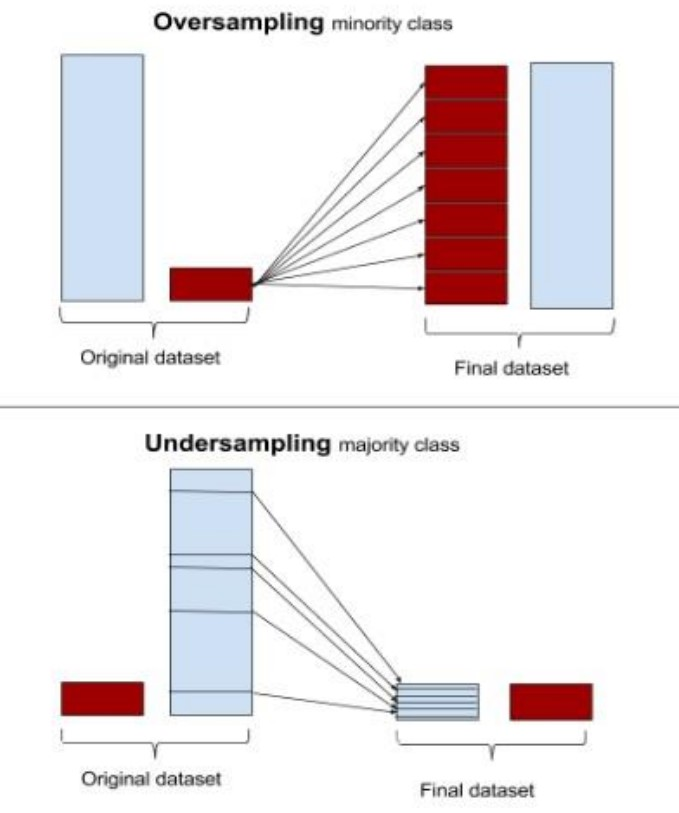 Oversampling minority class
Original dataset
Final dataset
Undersampling majority class
Original dataset
Final dataset